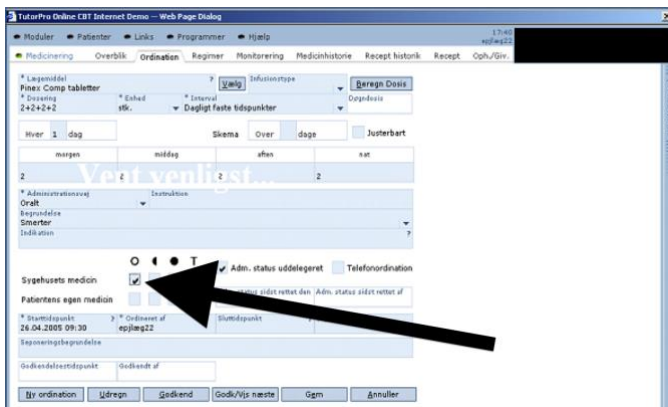 TutorPro Online CBT Internet Demo -- Web Page Dialog
Moduler Patienter Links Programmer Hjælp
17:40
epjlæg22
Medicinering Overblik Ordination Regimer Monitorering Medicinhistorie Recept historik Recept Oph./Giv.
* Lægemiddel ? Vælg Infusionstype Beregn Dosis
Pinex Comp tabletter
* Dosering * Enhed * Interval Døgndosis
2+2+2+2 stk. Dagligt faste tidspunkter
Hver 1 dag Skema Over dage Justerbart
morgen middag aften nat
2 2 2 2
Vent venligst...
* Administrationsvej Instruktion
Oralt
Begrundelse
Smerter
Indikation ?
T
Adm. status uddelegeret Telefonordination
Sygehusets medicin
Adm. status sidst rettet den Adm. status sidst rettet af
Patientens egen medicin
* Starttidspunkt ? * Ordineret af Sluttidspunkt
26.04.2005 09:30 epjlæg22
Seponeringsbegrundelse
Godkendelsestidspunkt Godkendt af
Ny ordination Udregn Godkend Godk/Vis næste Gem Annuller